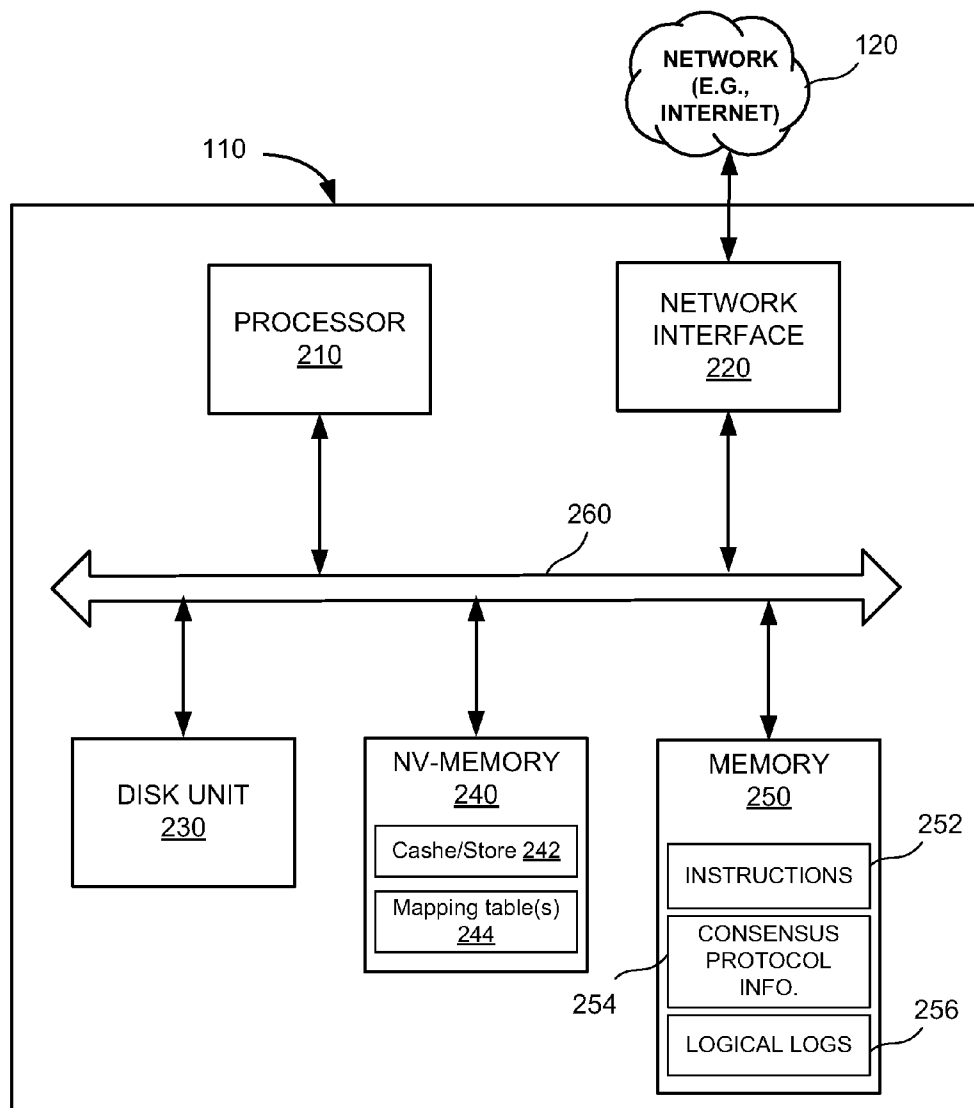 NETWORK
(E.G.,
INTERNET)
120
110
PROCESSOR
210
NETWORK
INTERFACE
220
260
DISK UNIT
230
NV-MEMORY
240
Cashe/Store 242
Mapping table(s)
244
MEMORY
250
252
INSTRUCTIONS
CONSENSUS
PROTOCOL
INFO.
254
256
LOGICAL LOGS